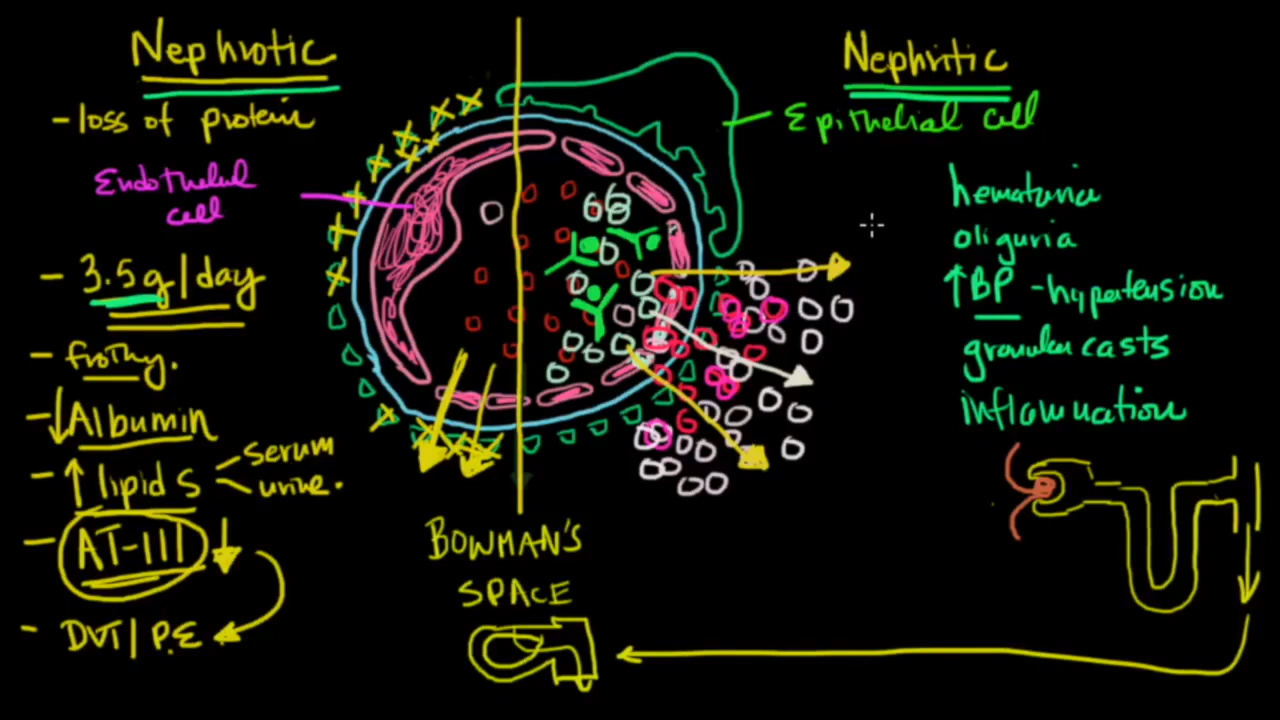 Nephrotic
- loss of protein
Endothelial
cell
- 3.5g/day
- frothy.
- ↓ Albumin
- ↑ lipids < serum
urine.
- AT-III ↓
- DVT/P.E
BOWMAN'S
SPACE
Nephritic
Epithelial cell
hematuria
oliguria
↑ BP - hypertension
granular casts
inflammation